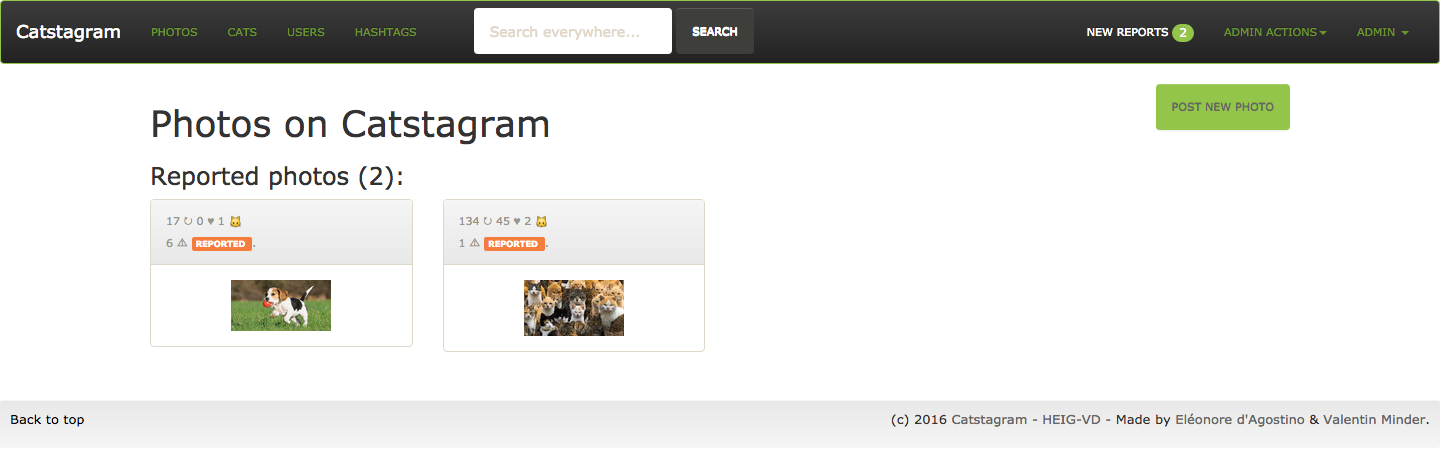 Catstagram PHOTOS CATS USERS HASHTAGS Search everywhere... SEARCH NEW REPORTS 2 ADMIN ACTIONS ADMIN
POST NEW PHOTO
Photos on Catstagram
Reported photos (2):
17 ↻ 0 ♥ 1 🐱
6 ⚠ REPORTED .
134 ↻ 45 ♥ 2 🐱
1 ⚠ REPORTED .
Back to top
(c) 2016 Catstagram - HEIG-VD - Made by Eléonore d'Agostino & Valentin Minder.